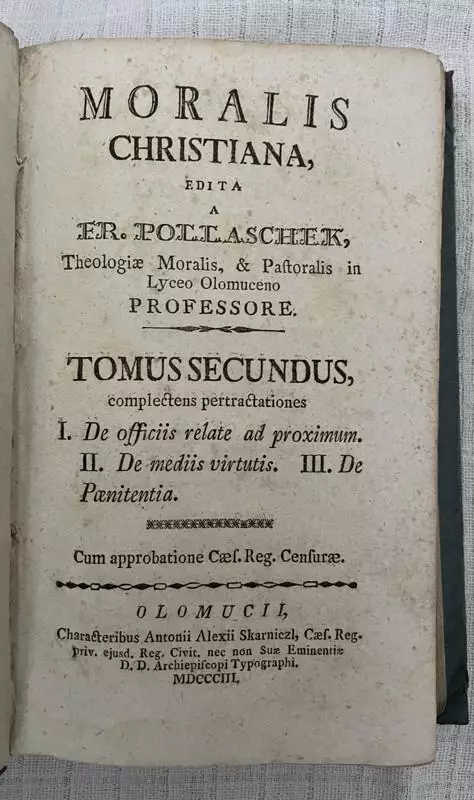 MORALIS
CHRISTIANA,
EDITA
A
FR. POLLASCHEK,
Theologiæ Moralis, & Paſtoralis in
Lyceo Olomuceno
PROFESSORE.
TOMUS SECUNDUS,
complectens pertractationes
I. De officiis relate ad proximum.
II. De mediis virtutis. III. De
Pœnitentia.
Cum approbatione Cæſ. Reg. Cenſuræ.
OLOMUCII,
Characteribus Antonii Alexii Skarniczl, Cæſ. Reg.
priv. ejusd. Reg. Civit. nec non Suæ Eminentiæ
D. D. Archiepiſcopi Typographi.
MDCCCIII.